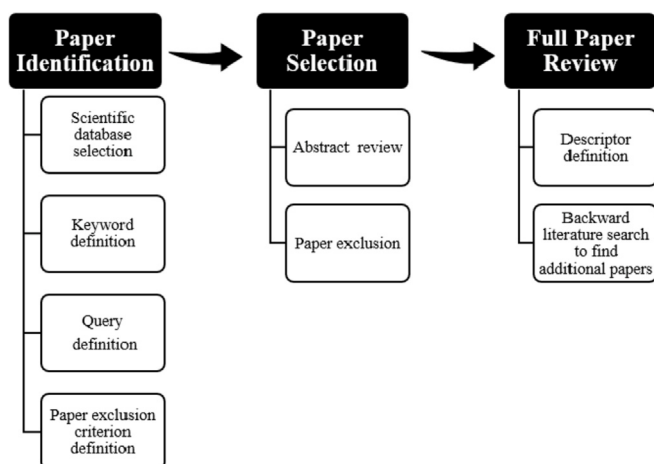 Paper
Identification
Scientific
database
selection
Keyword
definition
Query
definition
Paper exclusion
criterion
definition
Paper
Selection
Abstract review
Paper exclusion
Full Paper
Review
Descriptor
definition
Backward
literature search
to find
additional papers